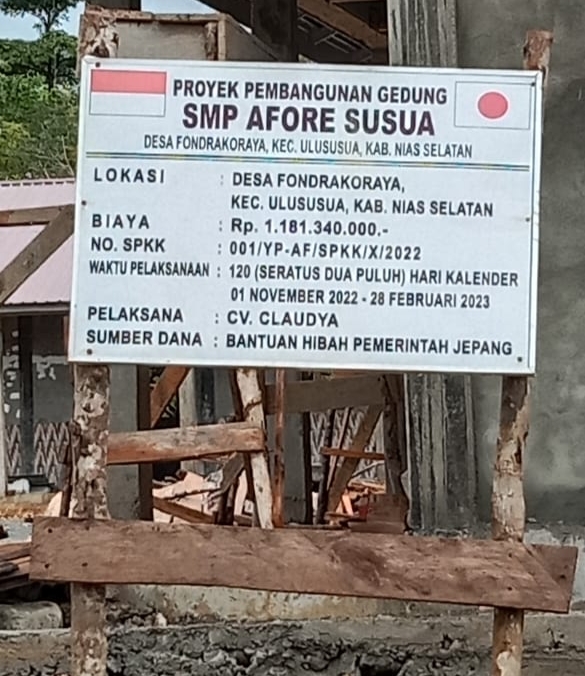 PROYEK PEMBANGUNAN GEDUNG
SMP AFORE SUSUA
DESA FONDRAKORAYA, KEC. ULUSUSUA, KAB. NIAS SELATAN
LOKASI : DESA FONDRAKORAYA,
KEC. ULUSUSUA, KAB. NIAS SELATAN
BIAYA : Rp. 1.181.340.000.-
NO. SPKK : 001/YP-AF/SPKK/X/2022
WAKTU PELAKSANAAN : 120 (SERATUS DUA PULUH) HARI KALENDER
01 NOVEMBER 2022 - 28 FEBRUARI 2023
PELAKSANA : CV. CLAUDYA
SUMBER DANA : BANTUAN HIBAH PEMERINTAH JEPANG